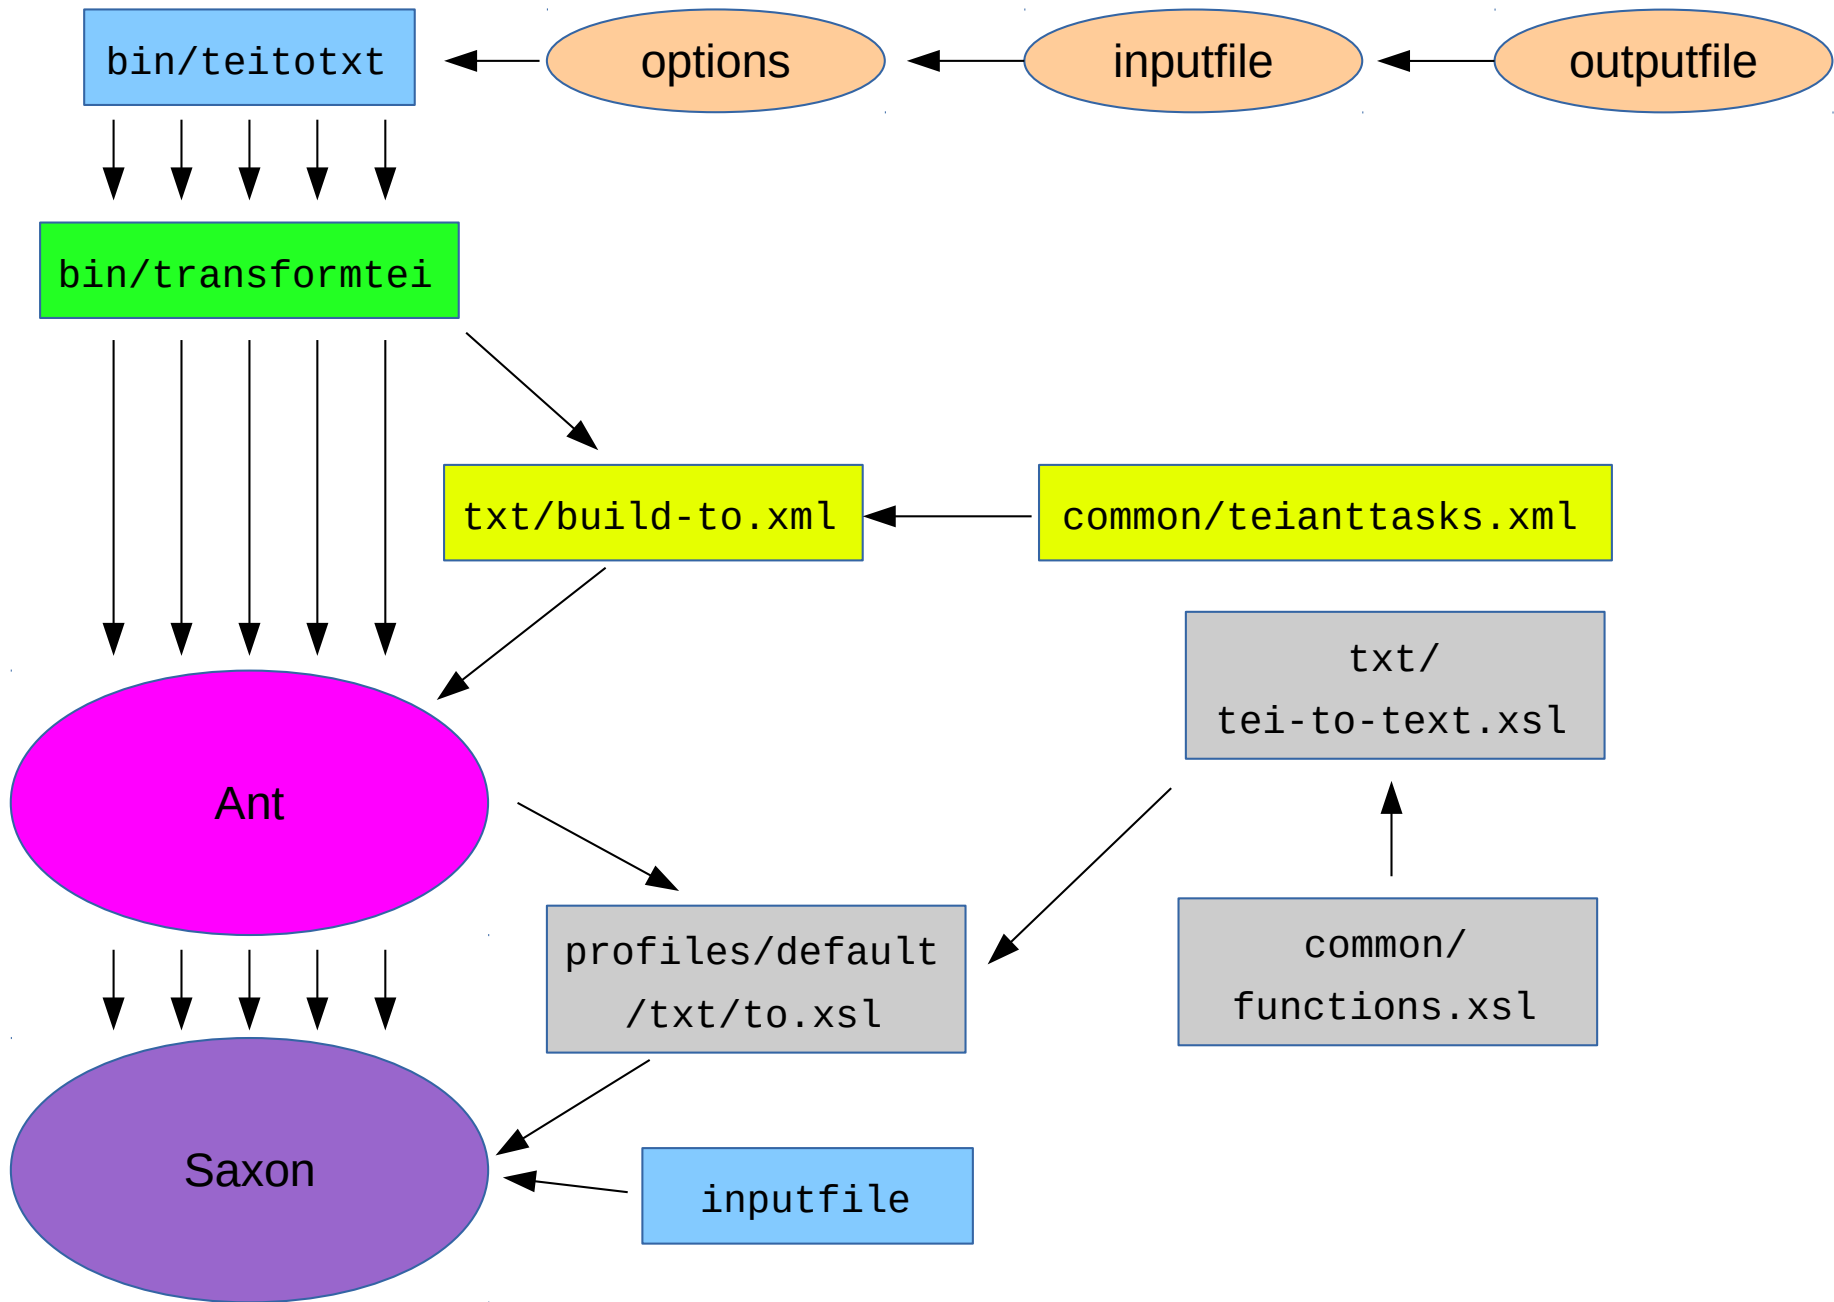 bin/teitotxt
options
inputfile
outputfile
bin/transformtei
txt/build-to.xml
common/teianttasks.xml
txt/
tei-to-text.xsl
Ant
profiles/default
/txt/to.xsl
common/
functions.xsl
Saxon
inputfile